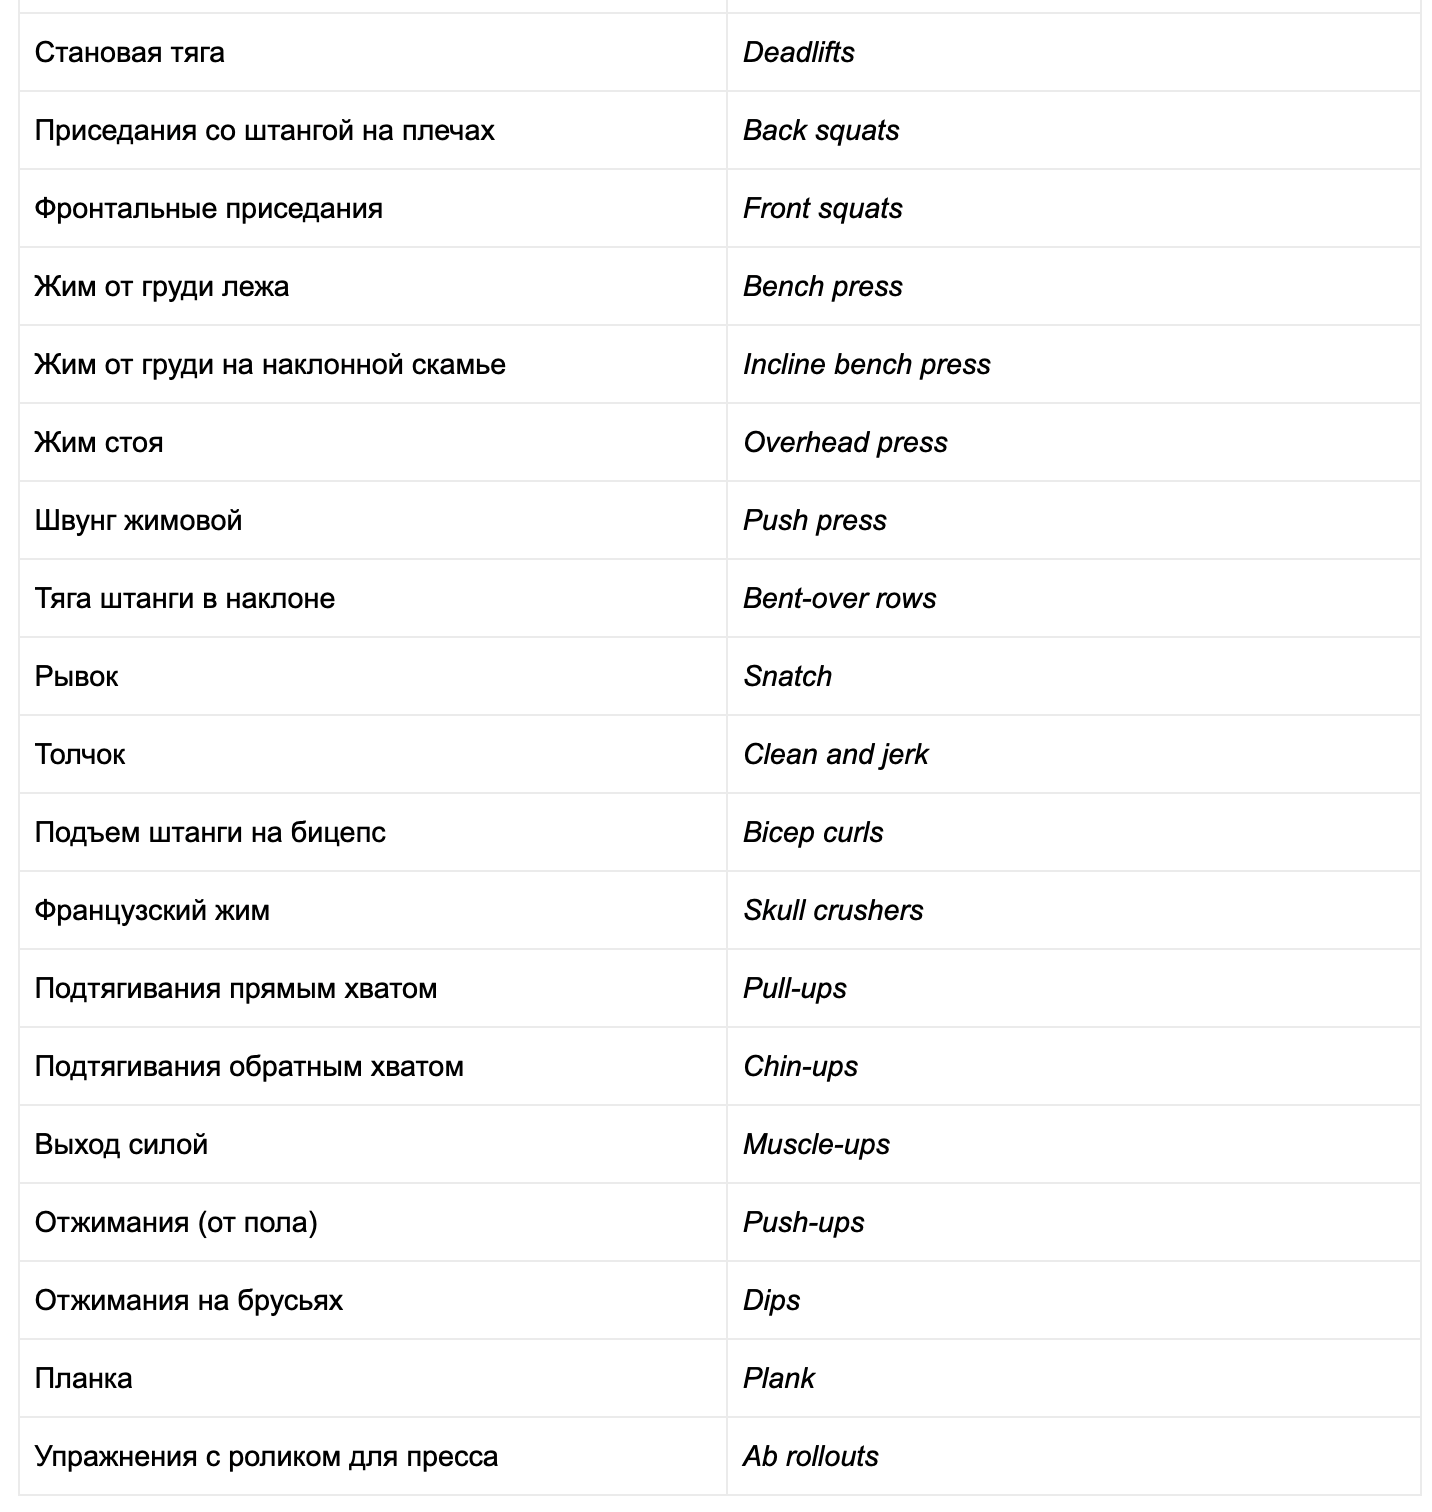 Становая тяга Deadlifts
Приседания со штангой на плечах Back squats
Фронтальные приседания Front squats
Жим от груди лежа Bench press
Жим от груди на наклонной скамье Incline bench press
Жим стоя Overhead press
Швунг жимовой Push press
Тяга штанги в наклоне Bent-over rows
Рывок Snatch
Толчок Clean and jerk
Подъем штанги на бицепс Bicep curls
Французский жим Skull crushers
Подтягивания прямым хватом Pull-ups
Подтягивания обратным хватом Chin-ups
Выход силой Muscle-ups
Отжимания (от пола) Push-ups
Отжимания на брусьях Dips
Планка Plank
Упражнения с роликом для пресса Ab rollouts